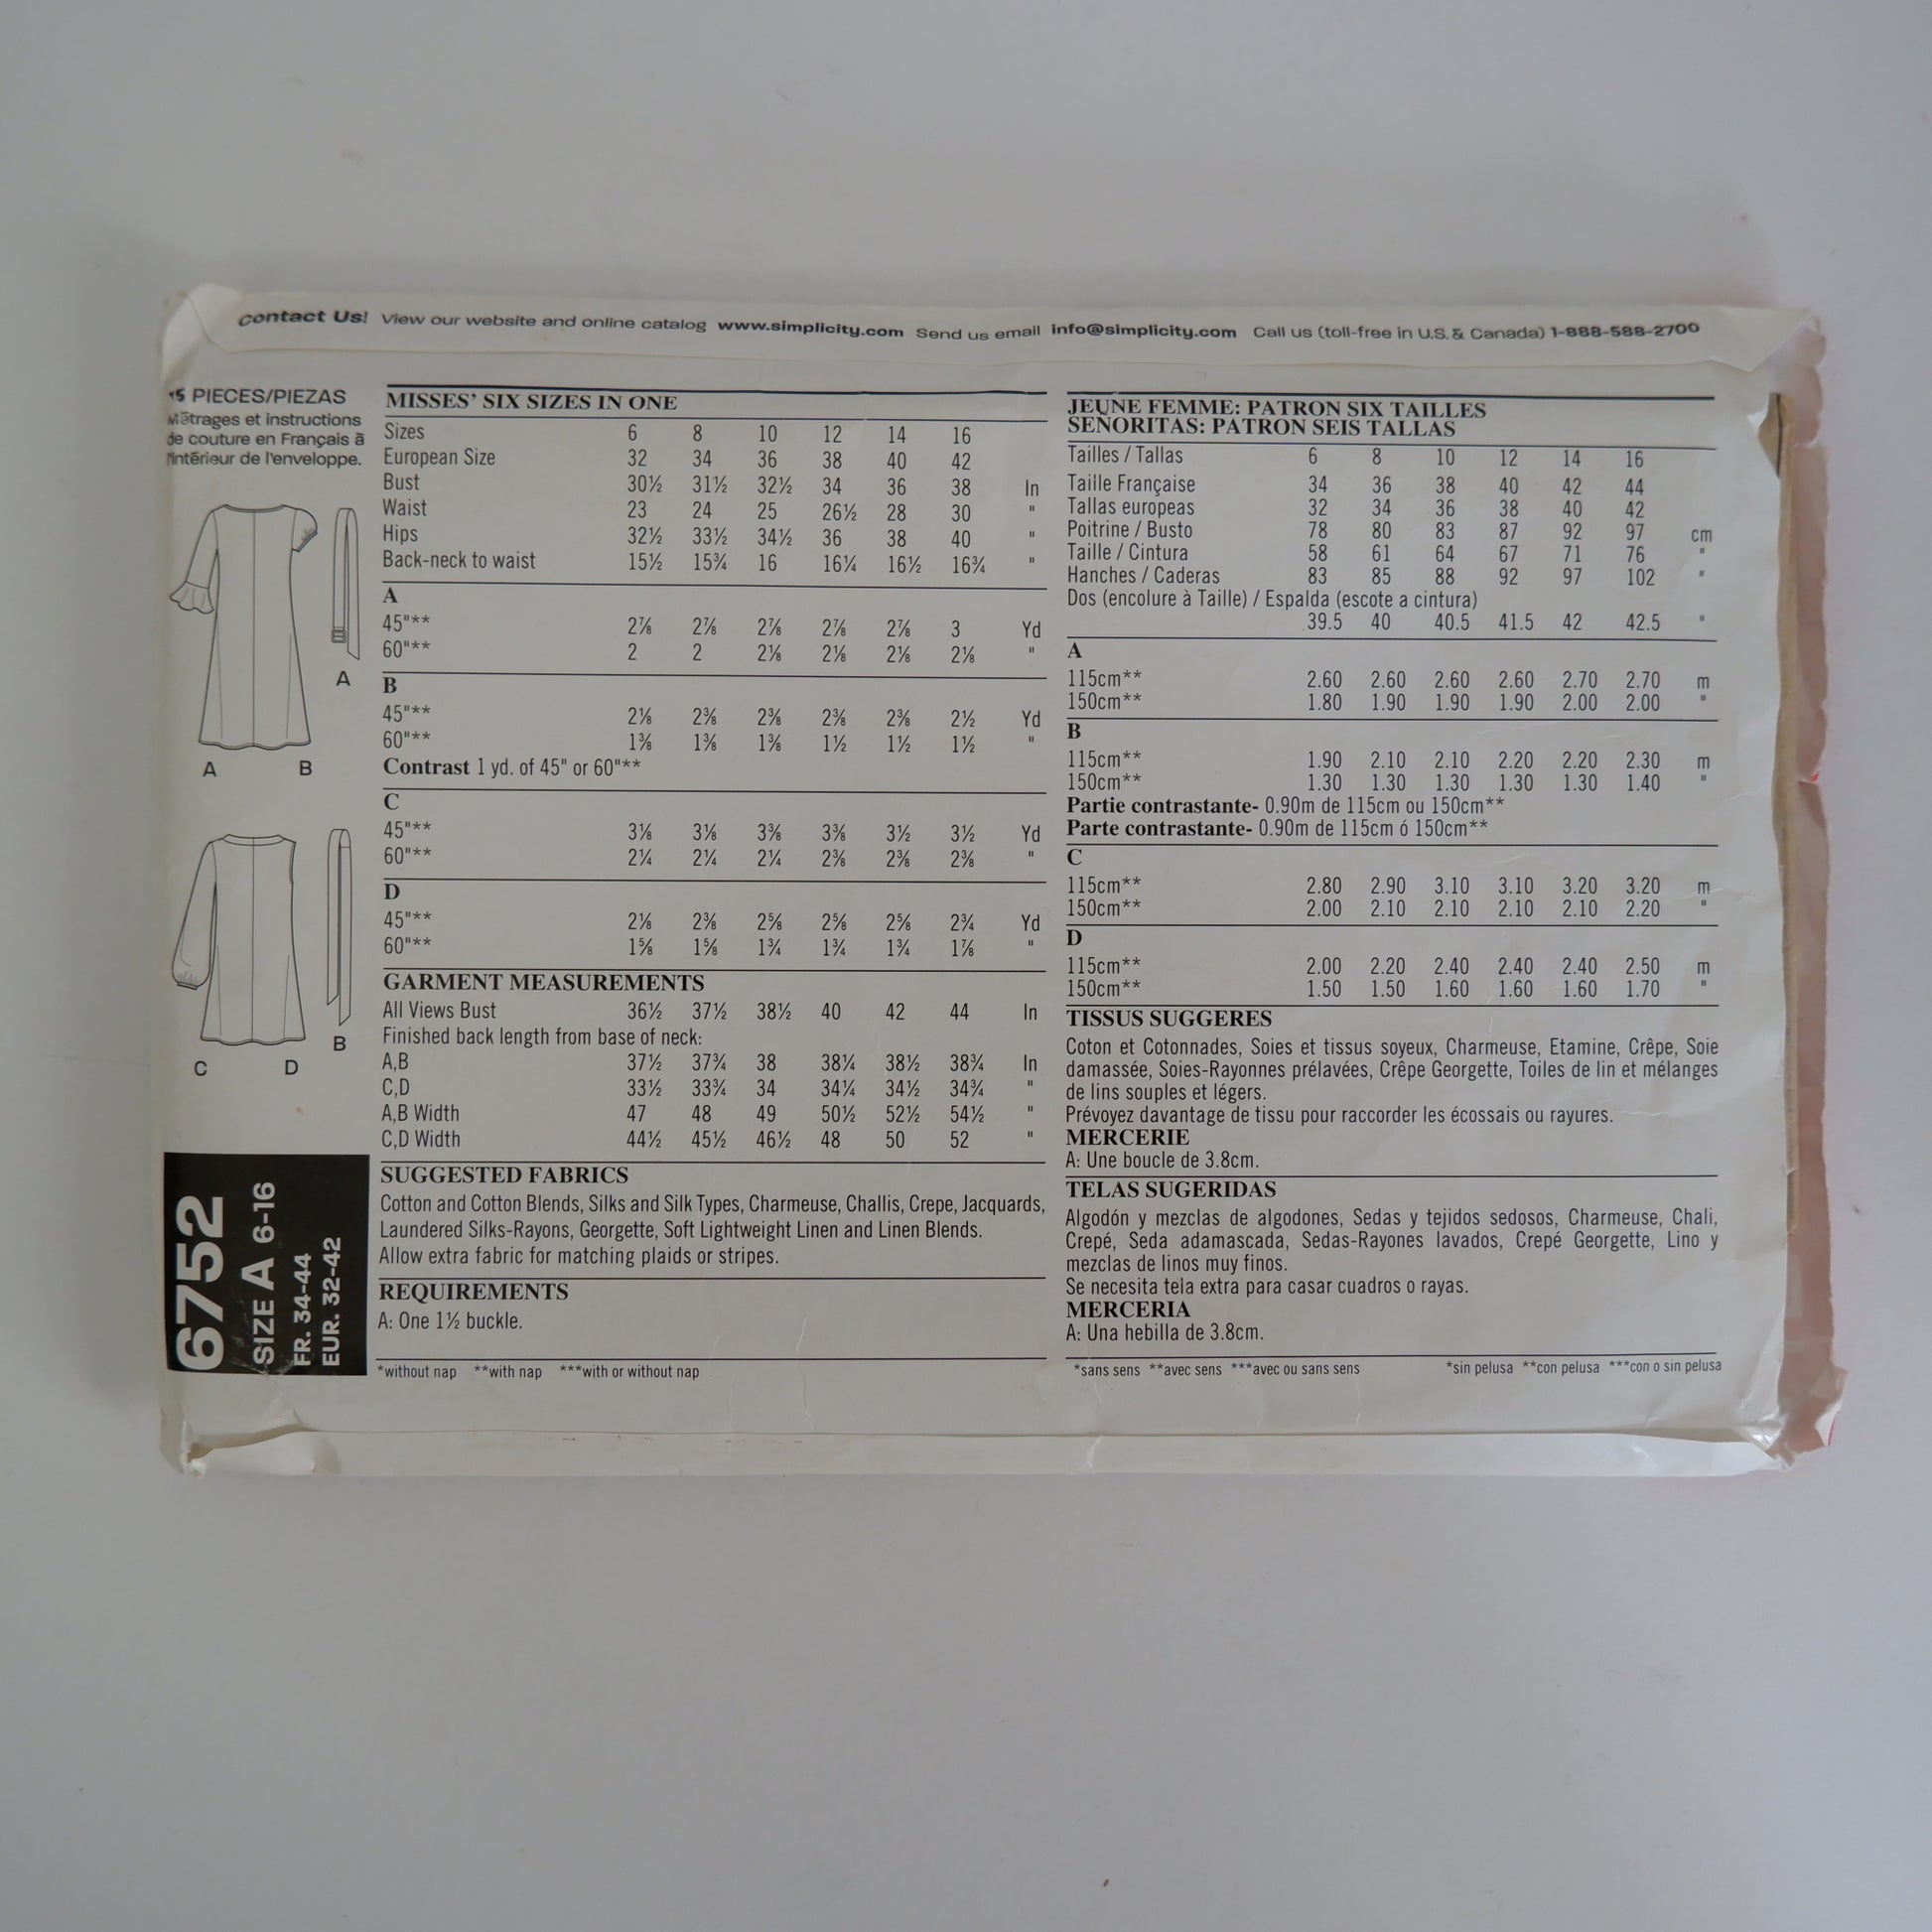 Contact Us! View our website and online catalog www.simplicity.com Send us email info@simplicity.com Call us (toll-free in U.S. & Canada) 1-888-588-2700
PIECES/PIEZAS
Métrages et instructions
de couture en Français à
l'intérieur de l'enveloppe.
A
A B
B
C D
6752
SIZE A 6-16
FR. 34-44
EUR. 32-42
MISSES' SIX SIZES IN ONE
Sizes 6 8 10 12 14 16
European Size 32 34 36 38 40 42
Bust 30½ 31½ 32½ 34 36 38 In
Waist 23 24 25 26½ 28 30 "
Hips 32½ 33½ 34½ 36 38 40 "
Back-neck to waist 15½ 15¾ 16 16¼ 16½ 16¾ "
A
45"** 2⅞ 2⅞ 2⅞ 2⅞ 2⅞ 3 Yd
60"** 2 2 2⅛ 2⅛ 2⅛ 2⅛ "
B
45"** 2⅛ 2⅜ 2⅜ 2⅜ 2⅜ 2½ Yd
60"** 1⅜ 1⅜ 1⅜ 1½ 1½ 1½ "
Contrast 1 yd. of 45" or 60"**
C
45"** 3⅛ 3⅛ 3⅜ 3⅜ 3½ 3½ Yd
60"** 2¼ 2¼ 2¼ 2⅜ 2⅜ 2⅜ "
D
45"** 2⅛ 2⅜ 2⅝ 2⅝ 2⅝ 2¾ Yd
60"** 1⅝ 1⅝ 1¾ 1¾ 1¾ 1⅞ "
GARMENT MEASUREMENTS
All Views Bust 36½ 37½ 38½ 40 42 44 In
Finished back length from base of neck:
A,B 37½ 37¾ 38 38¼ 38½ 38¾ In
C,D 33½ 33¾ 34 34¼ 34½ 34¾ "
A,B Width 47 48 49 50½ 52½ 54½ "
C,D Width 44½ 45½ 46½ 48 50 52 "
SUGGESTED FABRICS
Cotton and Cotton Blends, Silks and Silk Types, Charmeuse, Challis, Crepe, Jacquards,
Laundered Silks-Rayons, Georgette, Soft Lightweight Linen and Linen Blends.
Allow extra fabric for matching plaids or stripes.
REQUIREMENTS
A: One 1½ buckle.
*without nap **with nap ***with or without nap
JEUNE FEMME: PATRON SIX TAILLES
SEÑORITAS: PATRON SEIS TALLAS
Tailles / Tallas 6 8 10 12 14 16
Taille Française 34 36 38 40 42 44
Tallas europeas 32 34 36 38 40 42
Poitrine / Busto 78 80 83 87 92 97 cm
Taille / Cintura 58 61 64 67 71 76 "
Hanches / Caderas 83 85 88 92 97 102 "
Dos (encolure à Taille) / Espalda (escote a cintura)
39.5 40 40.5 41.5 42 42.5 "
A
115cm** 2.60 2.60 2.60 2.60 2.70 2.70 m
150cm** 1.80 1.90 1.90 1.90 2.00 2.00 "
B
115cm** 1.90 2.10 2.10 2.20 2.20 2.30 m
150cm** 1.30 1.30 1.30 1.30 1.30 1.40 "
Partie contrastante- 0.90m de 115cm ou 150cm**
Parte contrastante- 0.90m de 115cm ó 150cm**
C
115cm** 2.80 2.90 3.10 3.10 3.20 3.20 m
150cm** 2.00 2.10 2.10 2.10 2.10 2.20 "
D
115cm** 2.00 2.20 2.40 2.40 2.40 2.50 m
150cm** 1.50 1.50 1.60 1.60 1.60 1.70 "
TISSUS SUGGERES
Coton et Cotonnades, Soies et tissus soyeux, Charmeuse, Etamine, Crêpe, Soie
damassée, Soies-Rayonnes prélavées, Crêpe Georgette, Toiles de lin et mélanges
de lins souples et légers.
Prévoyez davantage de tissu pour raccorder les écossais ou rayures.
MERCERIE
A: Une boucle de 3.8cm.
TELAS SUGERIDAS
Algodón y mezclas de algodones, Sedas y tejidos sedosos, Charmeuse, Chali,
Crepé, Seda adamascada, Sedas-Rayones lavados, Crepé Georgette, Lino y
mezclas de linos muy finos.
Se necesita tela extra para casar cuadros o rayas.
MERCERIA
A: Una hebilla de 3.8cm.
*sans sens **avec sens ***avec ou sans sens *sin pelusa **con pelusa ***con o sin pelusa